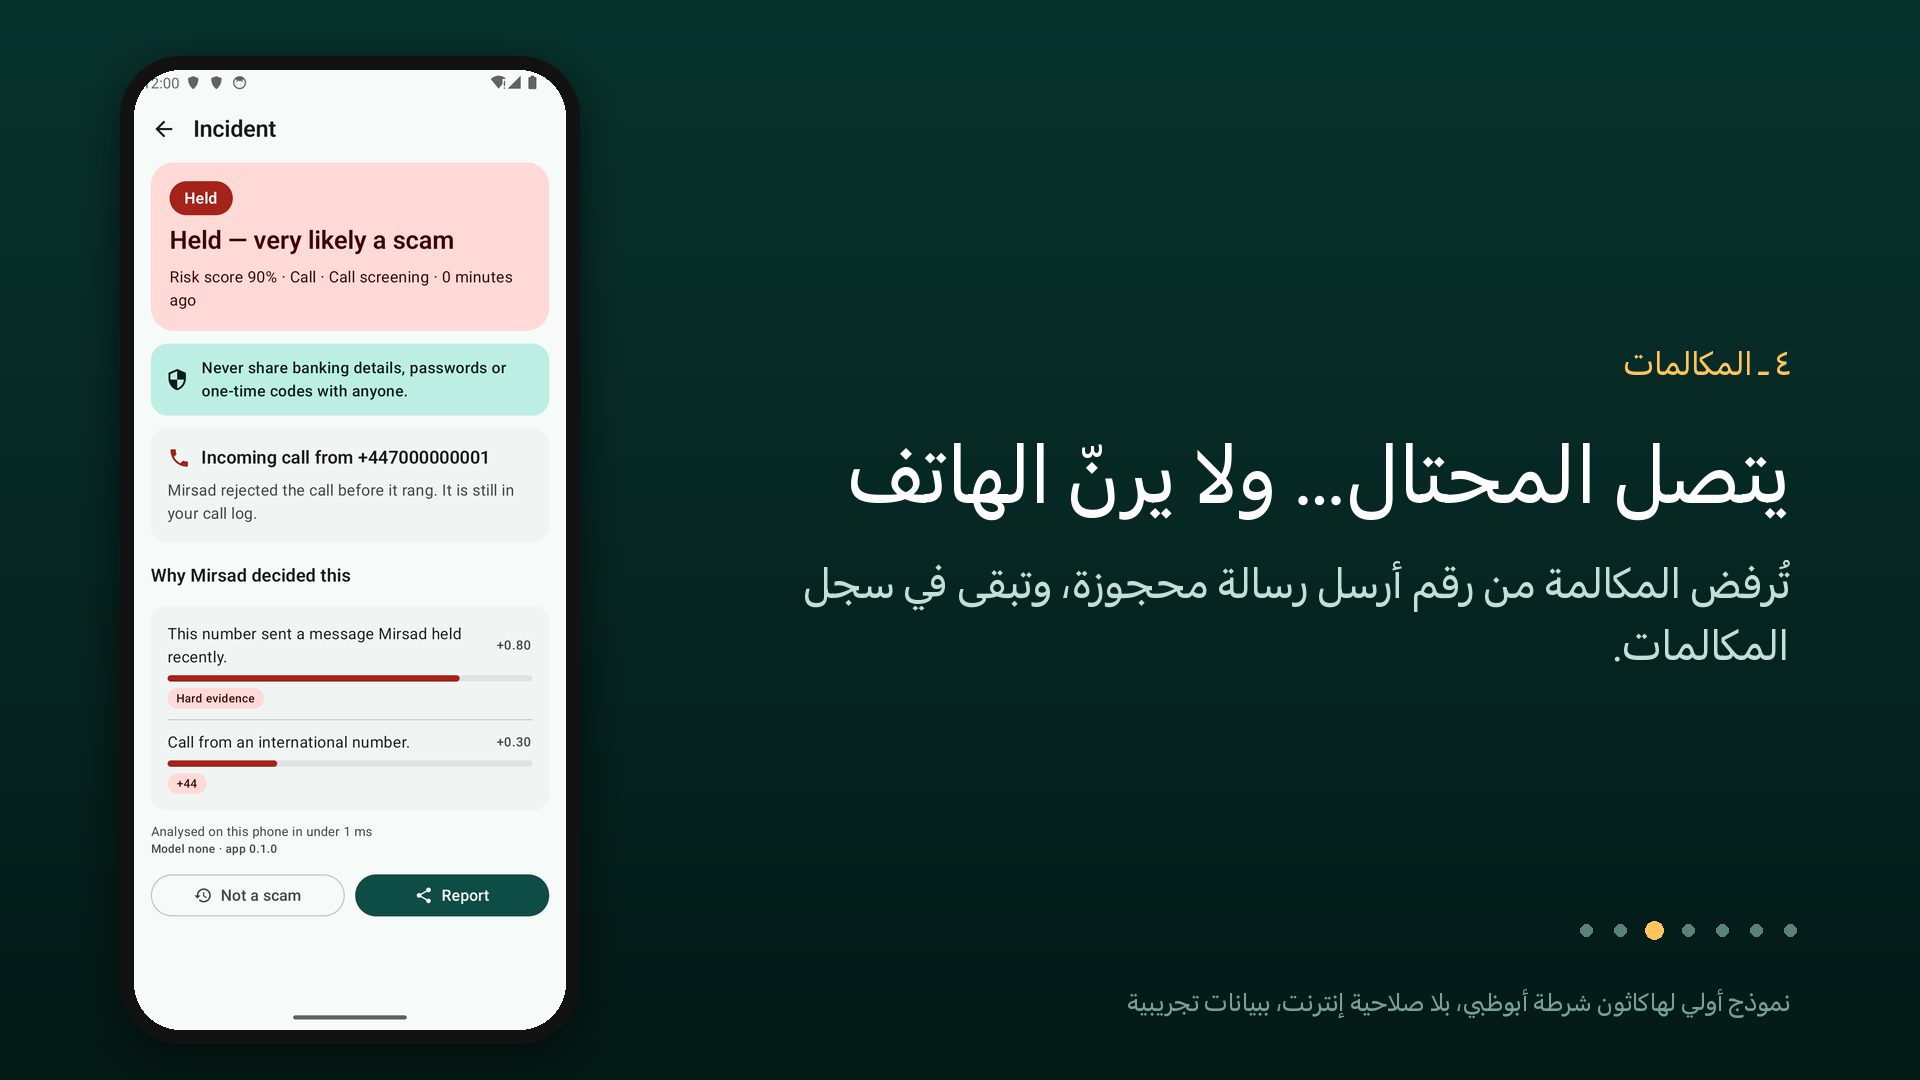 2:00
Incident
Held
Held — very likely a scam
Risk score 90% · Call · Call screening · 0 minutes
ago
Never share banking details, passwords or
one-time codes with anyone.
Incoming call from +447000000001
Mirsad rejected the call before it rang. It is still in
your call log.
Why Mirsad decided this
This number sent a message Mirsad held
recently.
+0.80
Hard evidence
Call from an international number.
+0.30
+44
Analysed on this phone in under 1 ms
Model none · app 0.1.0
Not a scam
Report
٤ ـ المكالمات
يتصل المحتال... ولا يرنّ الهاتف
تُرفض المكالمة من رقم أرسل رسالة محجوزة، وتبقى في سجل
المكالمات.
نموذج أولي لهاكاثون شرطة أبوظبي، بلا صلاحية إنترنت، ببيانات تجريبية